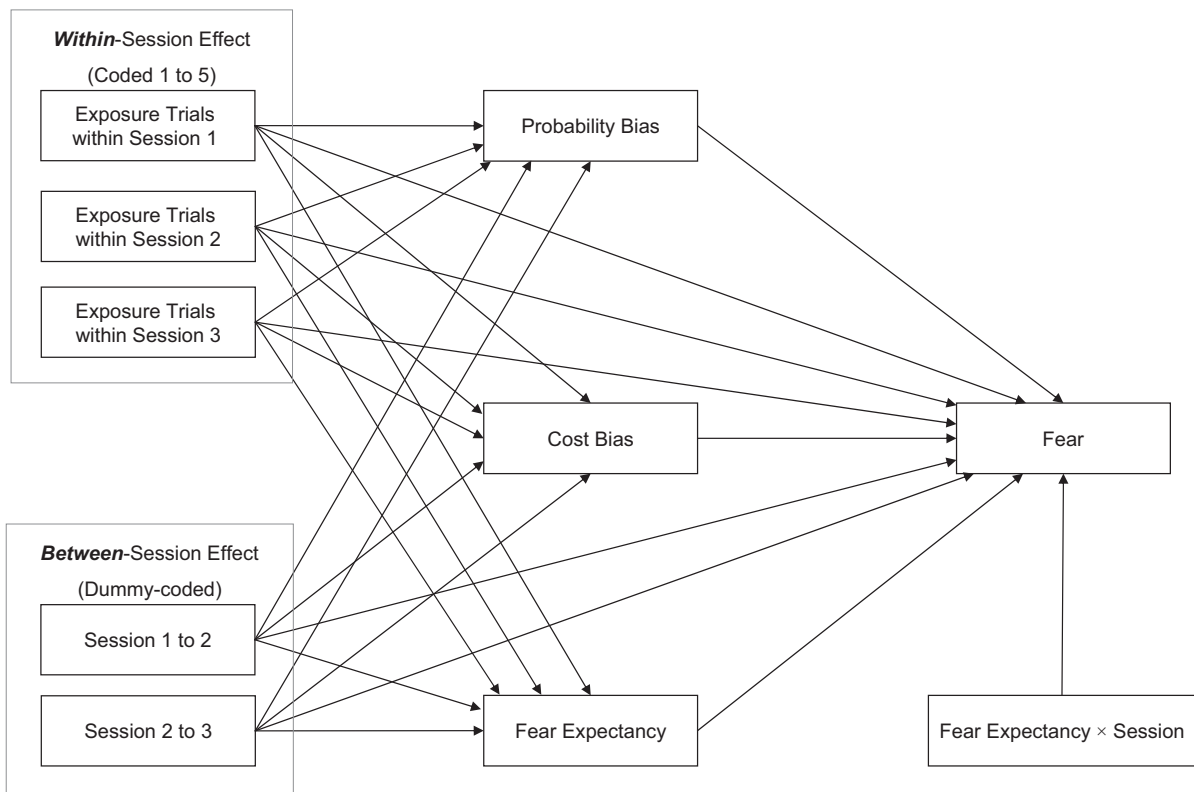 Within-Session Effect
(Coded 1 to 5)
Exposure Trials
within Session 1
Exposure Trials
within Session 2
Exposure Trials
within Session 3
Between-Session Effect
(Dummy-coded)
Session 1 to 2
Session 2 to 3
Probability Bias
Cost Bias
Fear Expectancy
Fear
Fear Expectancy × Session